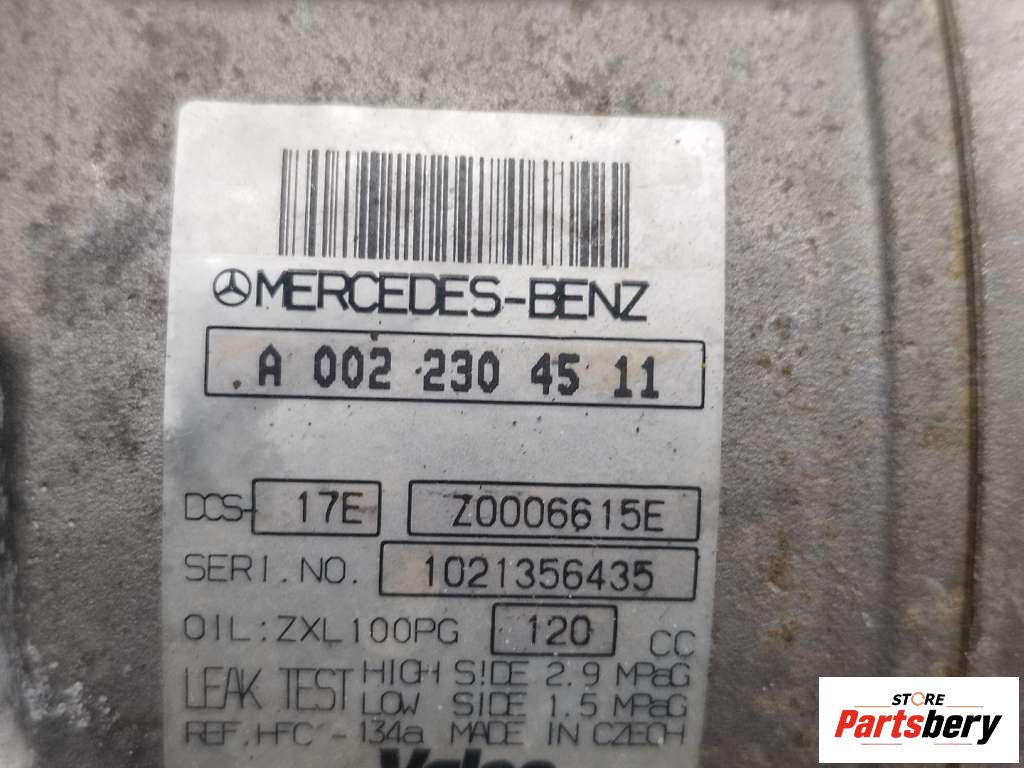 MERCEDES-BENZ
A 002 230 45 11
DCS- 17E Z0006615E
SERI.NO. 1021356435
OIL:ZXL100PG 120 CC
LEAK TEST HIGH SIDE 2.9 MPaG
LOW SIDE 1.5 MPaG
REF.HFC - 134a MADE IN CZECH
Valeo
STORE
Partsbery